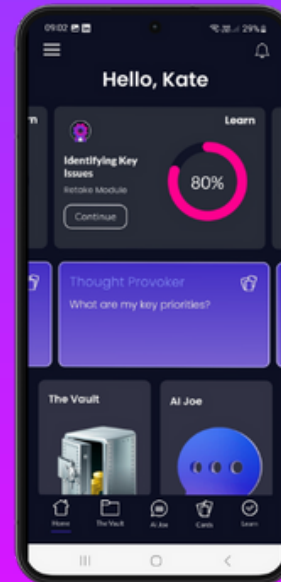 09:02
29%
Hello, Kate
m
Learn
Identifying Key
Issues
Retake Module
Continue
80%
Thought Provoker
What are my key priorities?
The Vault
AI Joe
Home
The Vault
AI Joe
Cards
Learn